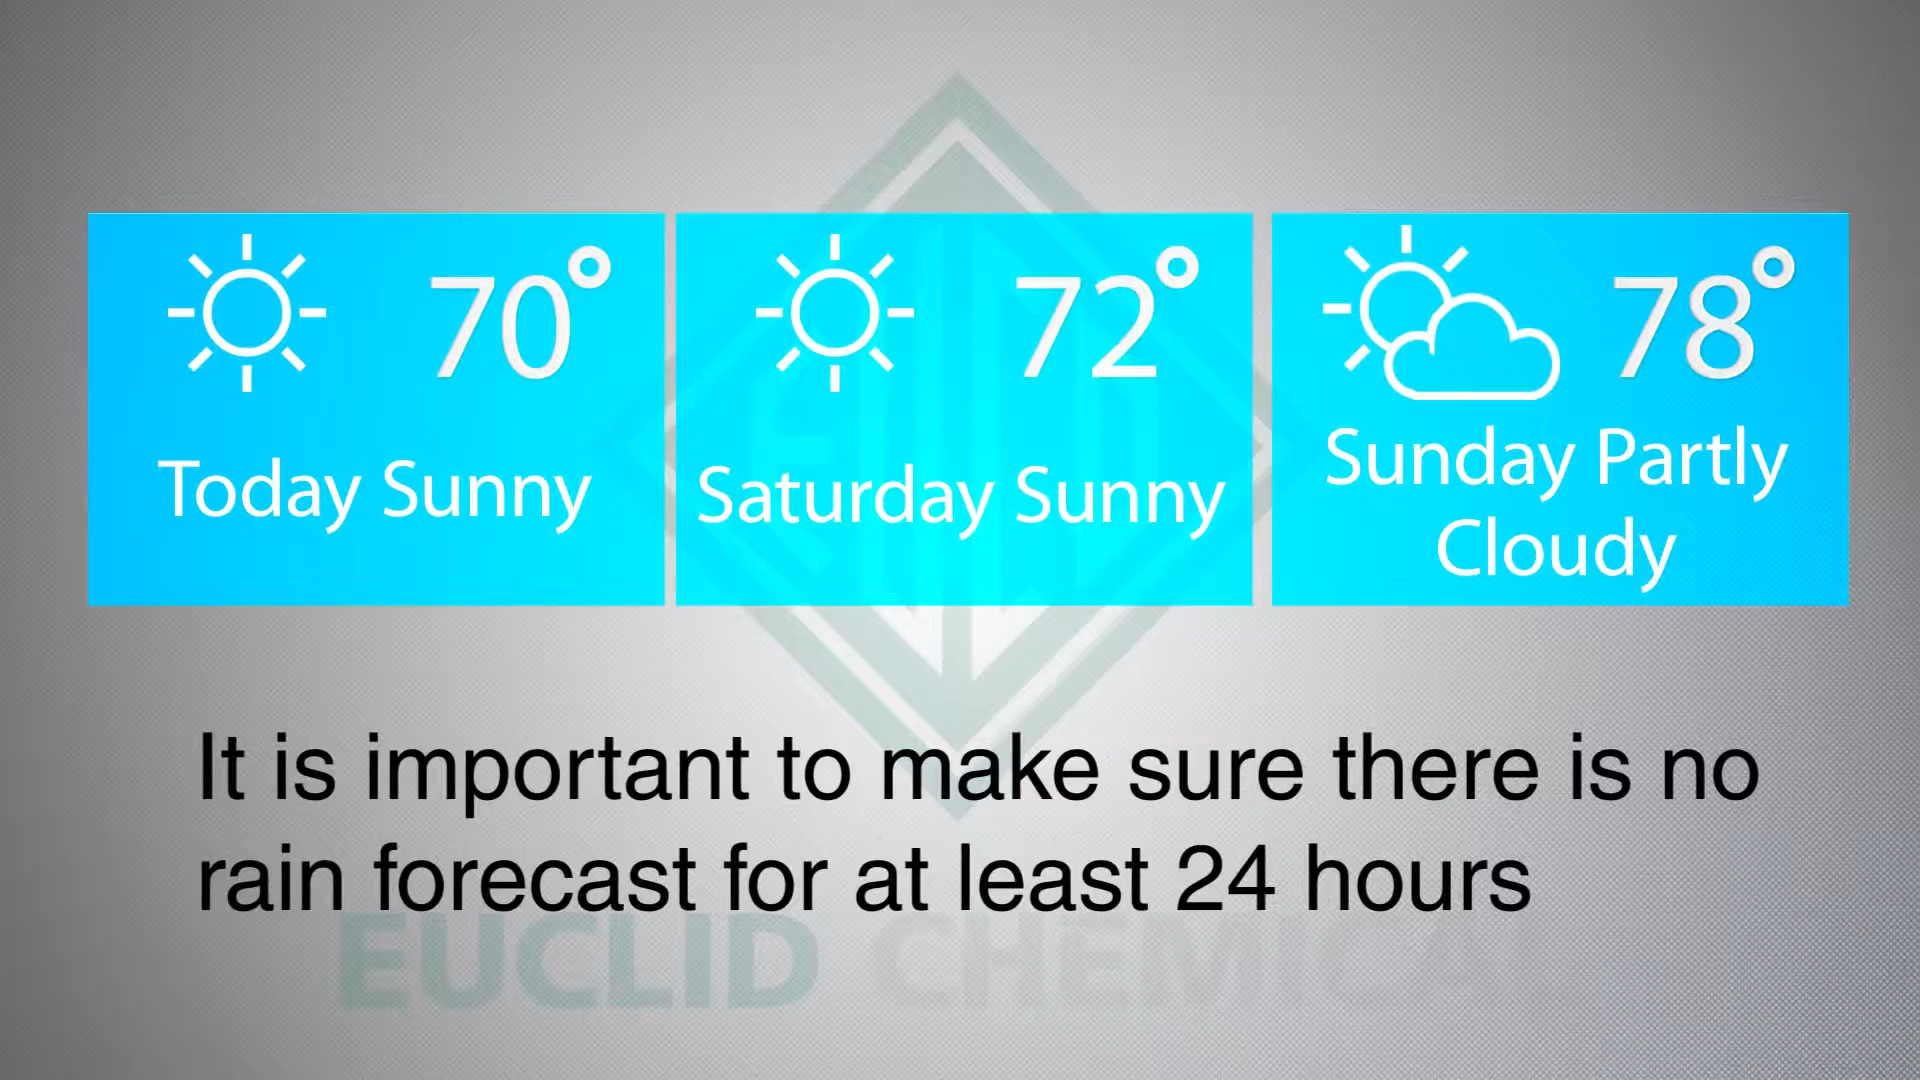 70°
Today Sunny
72°
Saturday Sunny
78°
Sunday Partly
Cloudy
It is important to make sure there is no
rain forecast for at least 24 hours
EUCLID CHEMICAL